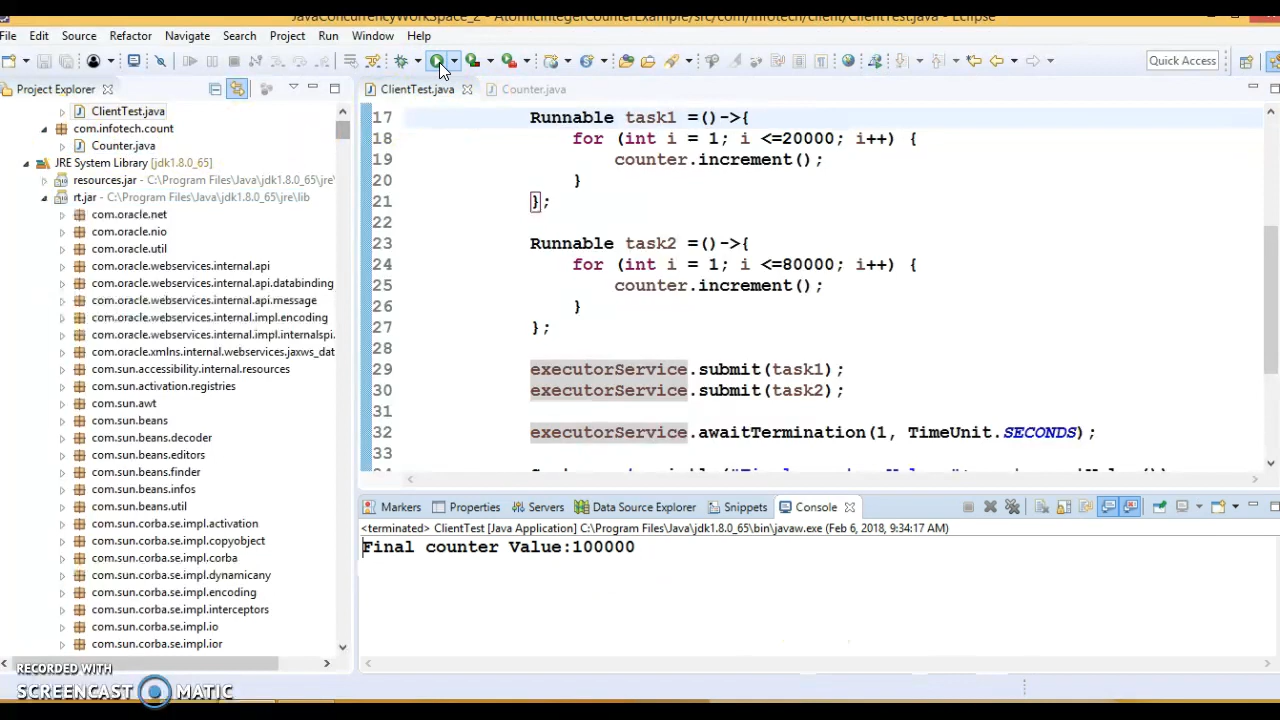 JavaConcurrencyWorkSpace_2 - AtomicIntegerCounterExample/src/com/infotech/client/ClientTest.java - Eclipse
File Edit Source Refactor Navigate Search Project Run Window Help
Quick Access
Project Explorer
ClientTest.java
com.infotech.count
Counter.java
JRE System Library [jdk1.8.0_65]
resources.jar - C:\Program Files\Java\jdk1.8.0_65\jre\
rt.jar - C:\Program Files\Java\jdk1.8.0_65\jre\lib
com.oracle.net
com.oracle.nio
com.oracle.util
com.oracle.webservices.internal.api
com.oracle.webservices.internal.api.databinding
com.oracle.webservices.internal.api.message
com.oracle.webservices.internal.impl.encoding
com.oracle.webservices.internal.impl.internalspi.
com.oracle.xmlns.internal.webservices.jaxws_dat
com.sun.accessibility.internal.resources
com.sun.activation.registries
com.sun.awt
com.sun.beans
com.sun.beans.decoder
com.sun.beans.editors
com.sun.beans.finder
com.sun.beans.infos
com.sun.beans.util
com.sun.corba.se.impl.activation
com.sun.corba.se.impl.copyobject
com.sun.corba.se.impl.corba
com.sun.corba.se.impl.dynamicany
com.sun.corba.se.impl.encoding
com.sun.corba.se.impl.interceptors
com.sun.corba.se.impl.io
com.sun.corba.se.impl.ior
ClientTest.java Counter.java
17 Runnable task1 =()->{
18 for (int i = 1; i <=20000; i++) {
19 counter.increment();
20 }
21 };
22
23 Runnable task2 =()->{
24 for (int i = 1; i <=80000; i++) {
25 counter.increment();
26 }
27 };
28
29 executorService.submit(task1);
30 executorService.submit(task2);
31
32 executorService.awaitTermination(1, TimeUnit.SECONDS);
33
Markers Properties Servers Data Source Explorer Snippets Console
<terminated> ClientTest [Java Application] C:\Program Files\Java\jdk1.8.0_65\bin\javaw.exe (Feb 6, 2018, 9:34:17 AM)
Final counter Value:100000
RECORDED WITH
SCREENCAST MATIC